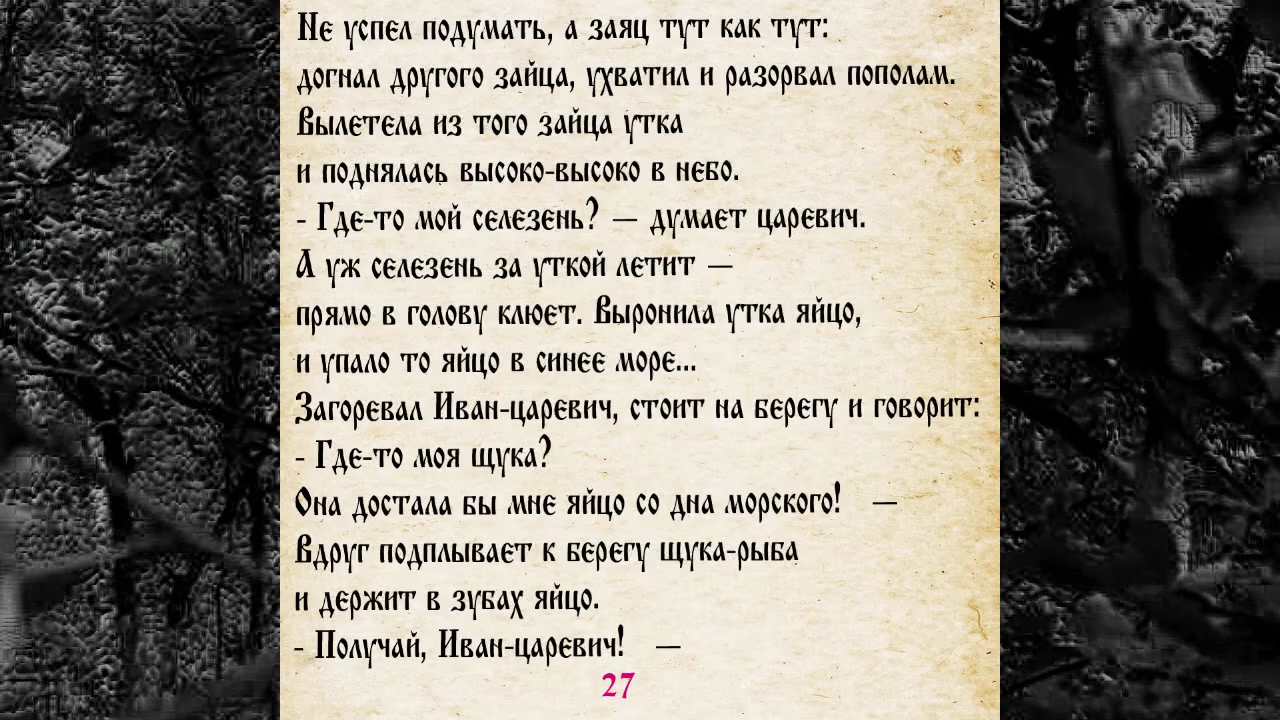 Не успел подумать, а заяц тут как тут:
догнал другого зайца, ухватил и разорвал пополам.
Вылетела из того зайца утка
и поднялась высоко-высоко в небо.
- Где-то мой селезень? — думает царевич.
А уж селезень за уткой летит —
прямо в голову клюет. Выронила утка яйцо,
и упало то яйцо в синее море...
Загоревал Иван-царевич, стоит на берегу и говорит:
- Где-то моя щука?
Она достала бы мне яйцо со дна морского! —
Вдруг подплывает к берегу щука-рыба
и держит в зубах яйцо.
- Получай, Иван-царевич! —
27